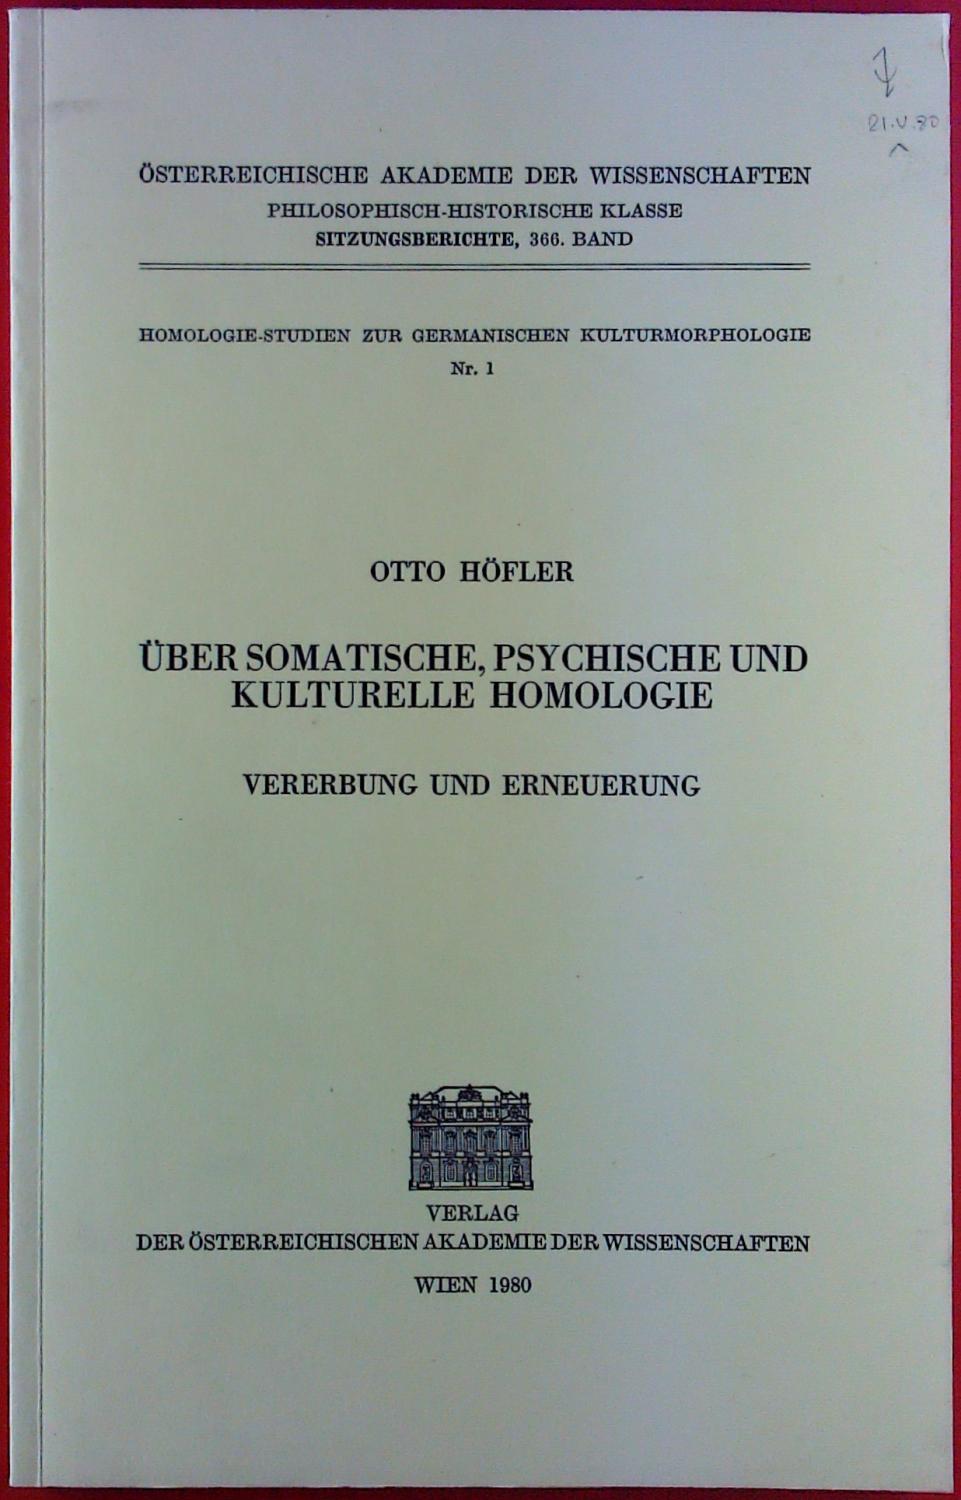 21.V.80
ÖSTERREICHISCHE AKADEMIE DER WISSENSCHAFTEN
PHILOSOPHISCH-HISTORISCHE KLASSE
SITZUNGSBERICHTE, 366. BAND
HOMOLOGIE-STUDIEN ZUR GERMANISCHEN KULTURMORPHOLOGIE
Nr. 1
OTTO HÖFLER
ÜBER SOMATISCHE, PSYCHISCHE UND
KULTURELLE HOMOLOGIE
VERERBUNG UND ERNEUERUNG
VERLAG
DER ÖSTERREICHISCHEN AKADEMIE DER WISSENSCHAFTEN
WIEN 1980